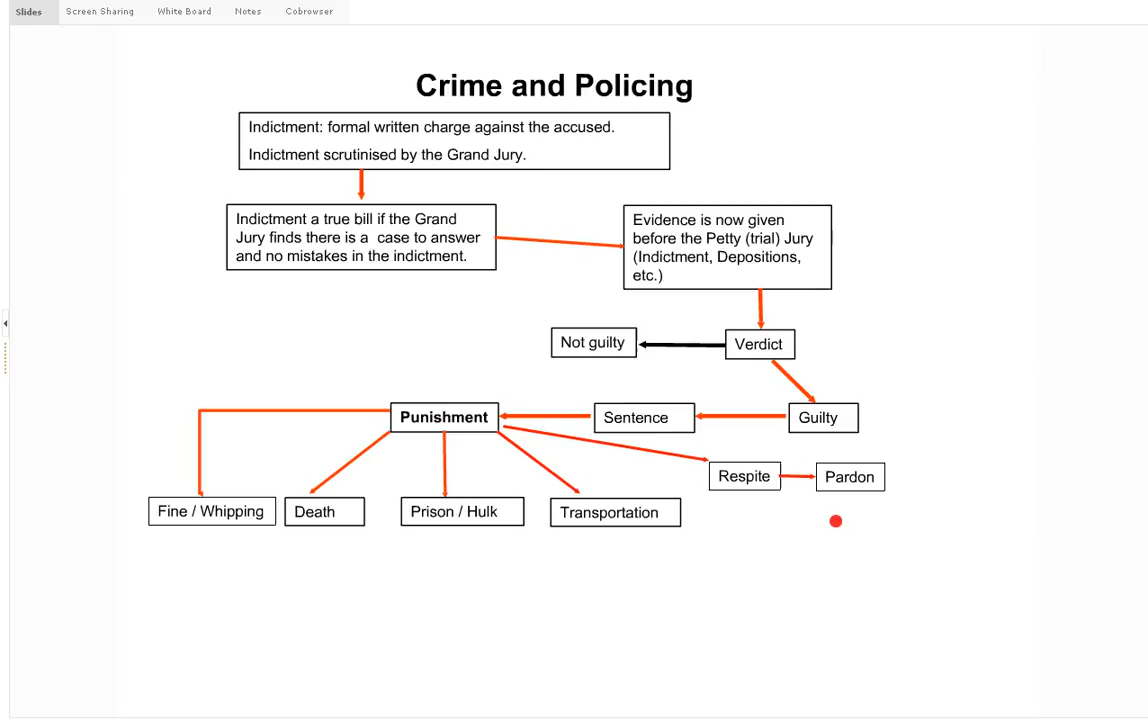 Slides
Screen Sharing
White Board
Notes
Cobrowser
Crime and Policing
Indictment: formal written charge against the accused.
Indictment scrutinised by the Grand Jury.
Indictment a true bill if the Grand
Jury finds there is a case to answer
and no mistakes in the indictment.
Evidence is now given
before the Petty (trial) Jury
(Indictment, Depositions,
etc.)
Not guilty
Verdict
Punishment
Sentence
Guilty
Respite
Pardon
Fine / Whipping
Death
Prison / Hulk
Transportation